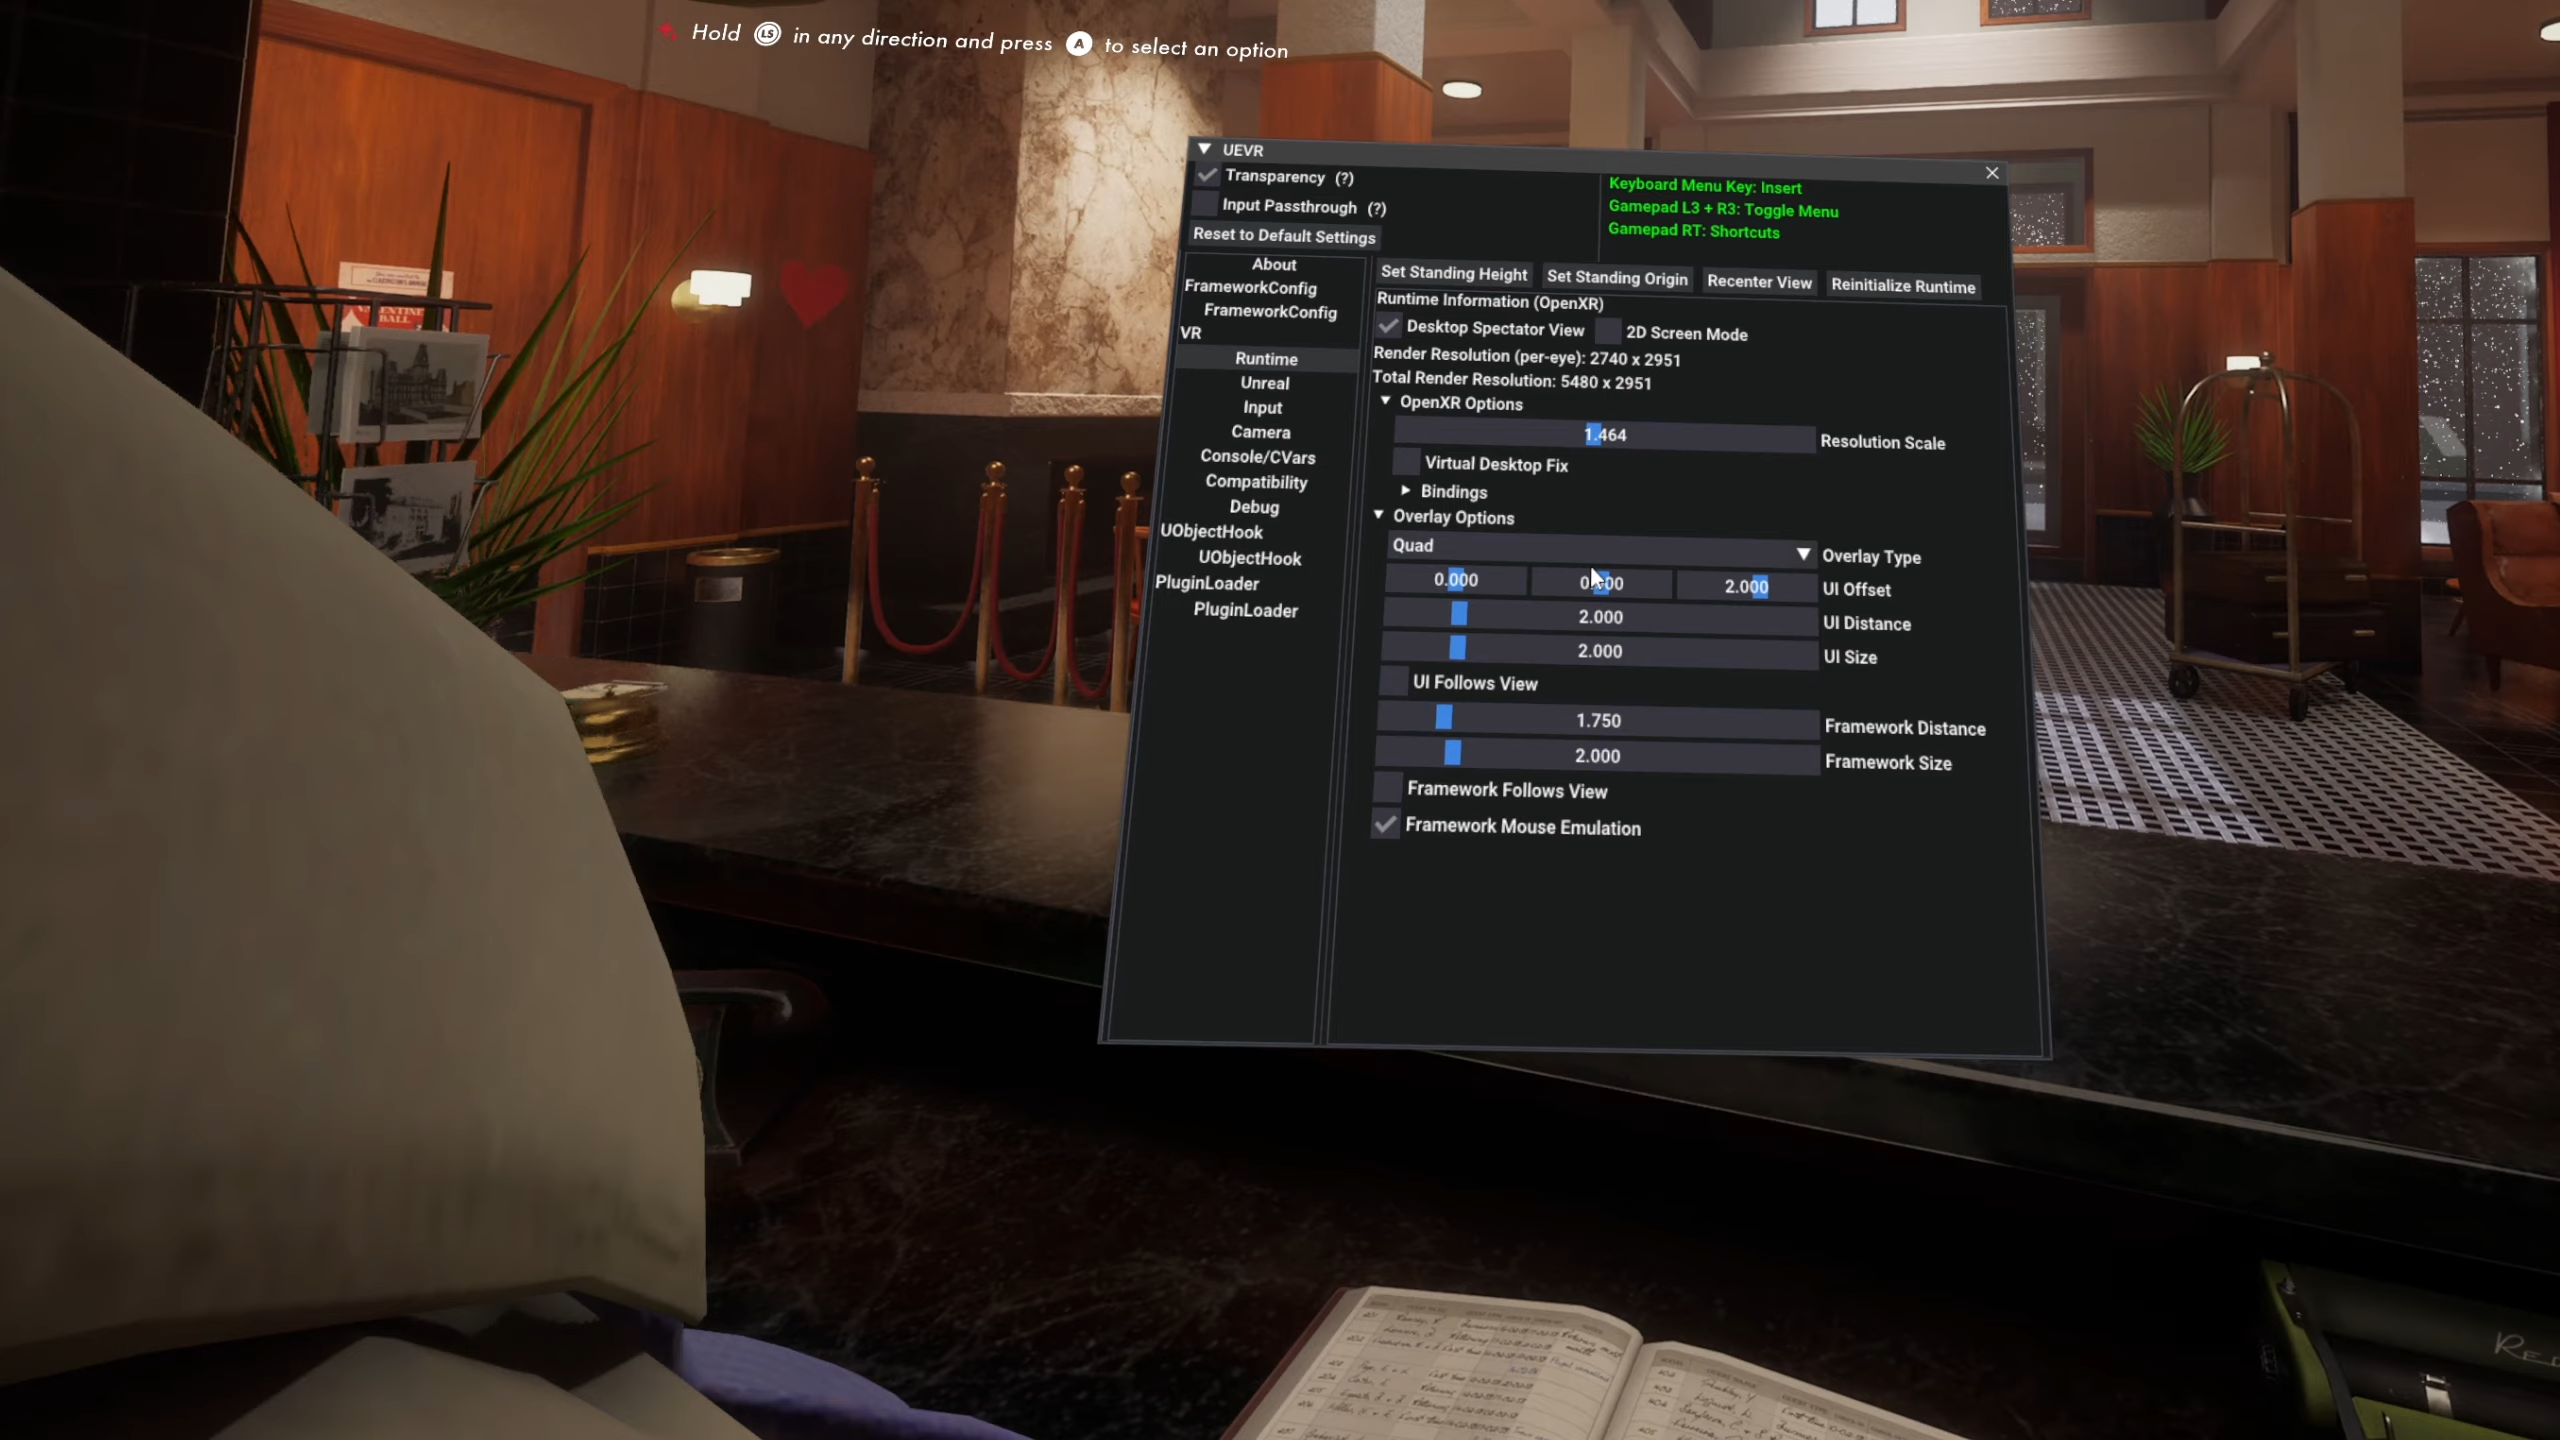 Hold LS in any direction and press A to select an option
UEVR
Transparency (?)
Input Passthrough (?)
Reset to Default Settings
Keyboard Menu Key: Insert
Gamepad L3 + R3: Toggle Menu
Gamepad RT: Shortcuts
About
FrameworkConfig
FrameworkConfig
VR
Runtime
Unreal
Input
Camera
Console/CVars
Compatibility
Debug
UObjectHook
UObjectHook
PluginLoader
PluginLoader
Set Standing Height Set Standing Origin Recenter View Reinitialize Runtime
Runtime Information (OpenXR)
Desktop Spectator View 2D Screen Mode
Render Resolution (per-eye): 2740 x 2951
Total Render Resolution: 5480 x 2951
OpenXR Options
1.464 Resolution Scale
Virtual Desktop Fix
Bindings
Overlay Options
Quad Overlay Type
0.000 2.000 UI Offset
2.000 UI Distance
2.000 UI Size
UI Follows View
1.750 Framework Distance
2.000 Framework Size
Framework Follows View
Framework Mouse Emulation
BALL